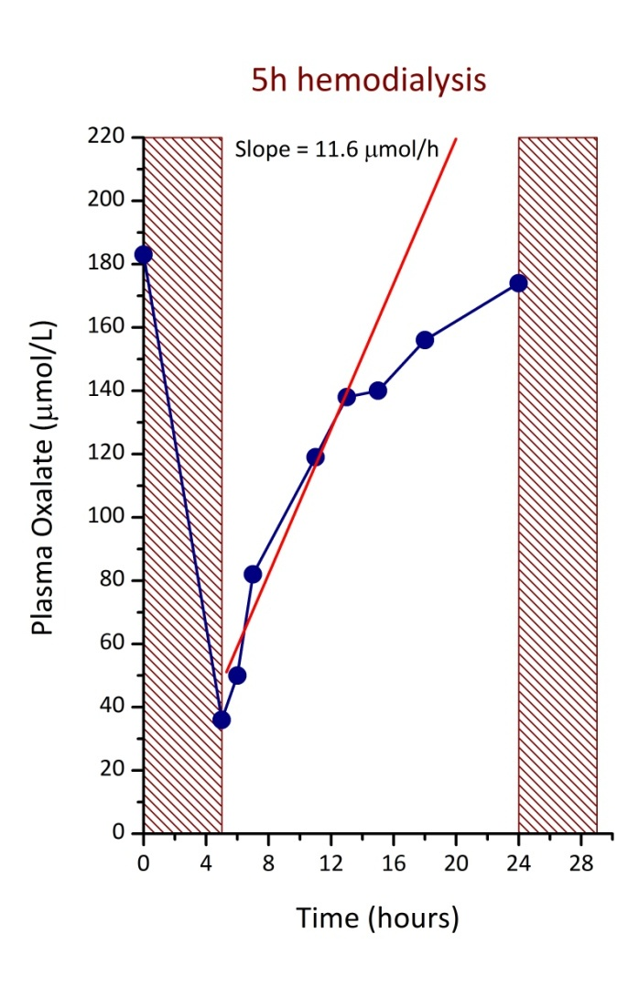 5h hemodialysis
Slope = 11.6 μmol/h
220
200
180
160
140
120
100
80
60
40
20
0
Plasma Oxalate (μmol/L)
0 4 8 12 16 20 24 28
Time (hours)